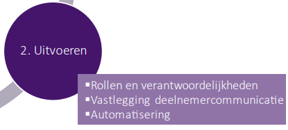 2. Uitvoeren
▪Rollen en verantwoordelijkheden
▪Vastlegging deelnemercommunicatie
▪Automatisering